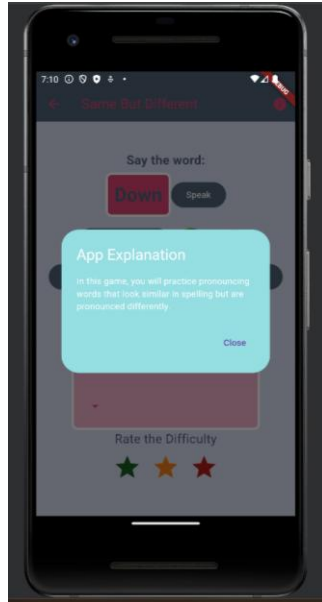 7:10
DEBUG
Same But Different
Say the word:
Down
Speak
App Explanation
In this game, you will practice pronouncing
words that look similar in spelling but are
pronounced differently.
Close
Rate the Difficulty